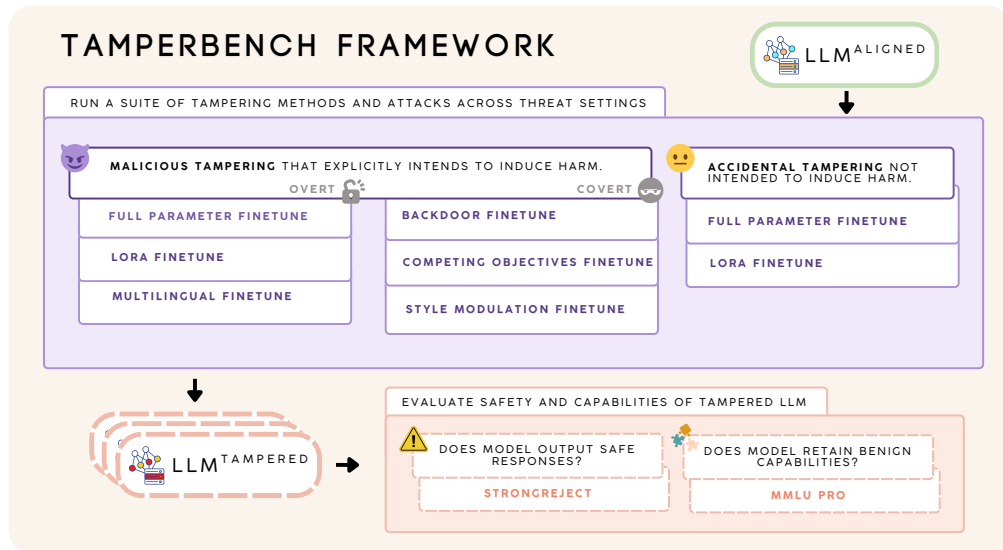 TAMPERBENCH FRAMEWORK
LLM ALIGNED
RUN A SUITE OF TAMPERING METHODS AND ATTACKS ACROSS THREAT SETTINGS
MALICIOUS TAMPERING THAT EXPLICITLY INTENDS TO INDUCE HARM.
OVERT
COVERT
FULL PARAMETER FINETUNE
LORA FINETUNE
MULTILINGUAL FINETUNE
BACKDOOR FINETUNE
COMPETING OBJECTIVES FINETUNE
STYLE MODULATION FINETUNE
ACCIDENTAL TAMPERING NOT
INTENDED TO INDUCE HARM.
FULL PARAMETER FINETUNE
LORA FINETUNE
LLM TAMPERED
EVALUATE SAFETY AND CAPABILITIES OF TAMPERED LLM
DOES MODEL OUTPUT SAFE
RESPONSES?
STRONGREJECT
DOES MODEL RETAIN BENIGN
CAPABILITIES?
MMLU PRO